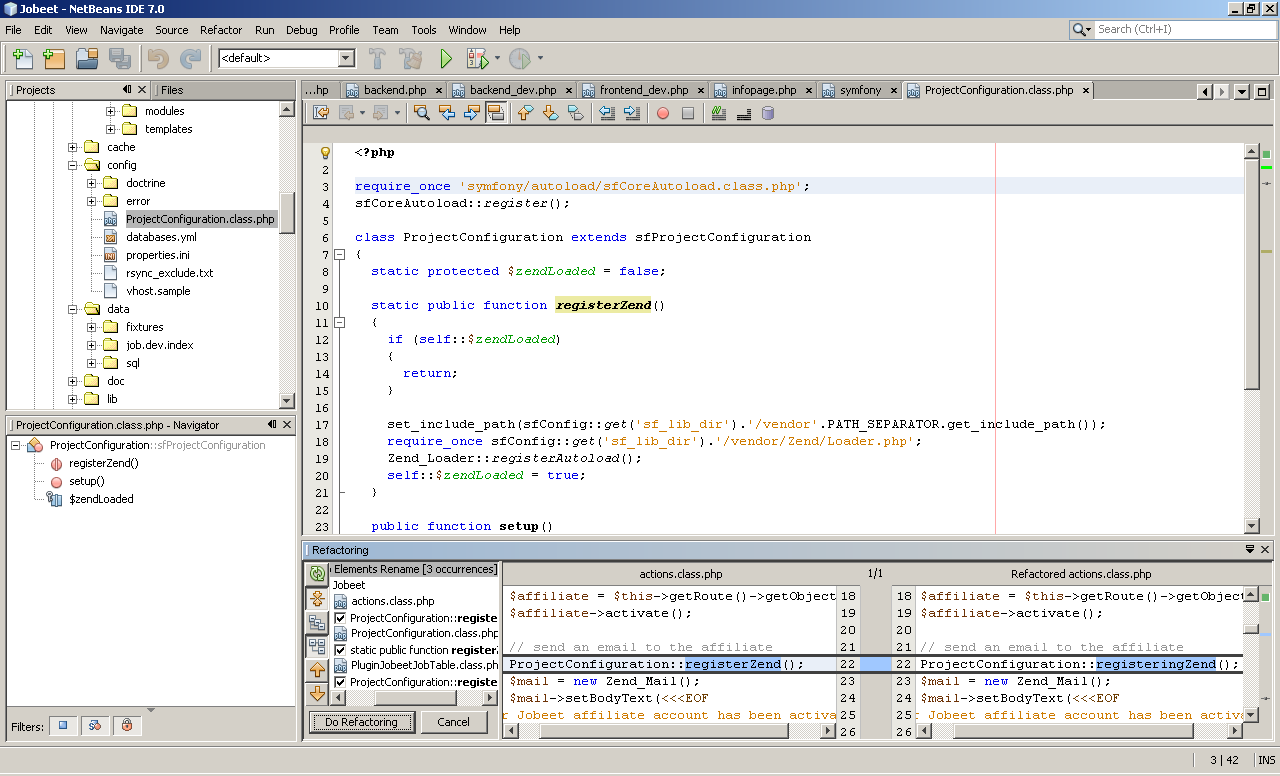 Jobeet - NetBeans IDE 7.0
File Edit View Navigate Source Refactor Run Debug Profile Team Tools Window Help
Search (Ctrl+I)
<default>
Projects
Files
modules
templates
cache
config
doctrine
error
ProjectConfiguration.class.php
databases.yml
properties.ini
rsync_exclude.txt
vhost.sample
data
fixtures
job.dev.index
sql
doc
lib
ProjectConfiguration.class.php - Navigator
ProjectConfiguration::sfProjectConfiguration
registerZend()
setup()
$zendLoaded
Filters:
...hp backend.php backend_dev.php frontend_dev.php infopage.php symfony ProjectConfiguration.class.php
<?php
2
3 require_once 'symfony/autoload/sfCoreAutoload.class.php';
4 sfCoreAutoload::register();
5
6 class ProjectConfiguration extends sfProjectConfiguration
7 {
8 static protected $zendLoaded = false;
9
10 static public function registerZend()
11 {
12 if (self::$zendLoaded)
13 {
14 return;
15 }
16
17 set_include_path(sfConfig::get('sf_lib_dir').'/vendor'.PATH_SEPARATOR.get_include_path());
18 require_once sfConfig::get('sf_lib_dir').'/vendor/Zend/Loader.php';
19 Zend_Loader::registerAutoload();
20 self::$zendLoaded = true;
21 }
22
23 public function setup()
Refactoring
Elements Rename [3 occurrences]
Jobeet
actions.class.php
ProjectConfiguration::registe
ProjectConfiguration.class.php
static public function register
PluginJobeetJobTable.class.ph
ProjectConfiguration::registe
Do Refactoring
Cancel
actions.class.php 1/1 Refactored actions.class.php
$affiliate = $this->getRoute()->getObject 18
$affiliate->activate(); 19
20
// send an email to the affiliate 21
ProjectConfiguration::registerZend(); 22
$mail = new Zend_Mail(); 23
$mail->setBodyText(<<<EOF 24
Jobeet affiliate account has been activa 25
26
18 $affiliate = $this->getRoute()->getObjec
19 $affiliate->activate();
20
21 // send an email to the affiliate
22 ProjectConfiguration::registeringZend();
23 $mail = new Zend_Mail();
24 $mail->setBodyText(<<<EOF
25 Jobeet affiliate account has been activ
26
3 | 42 INS